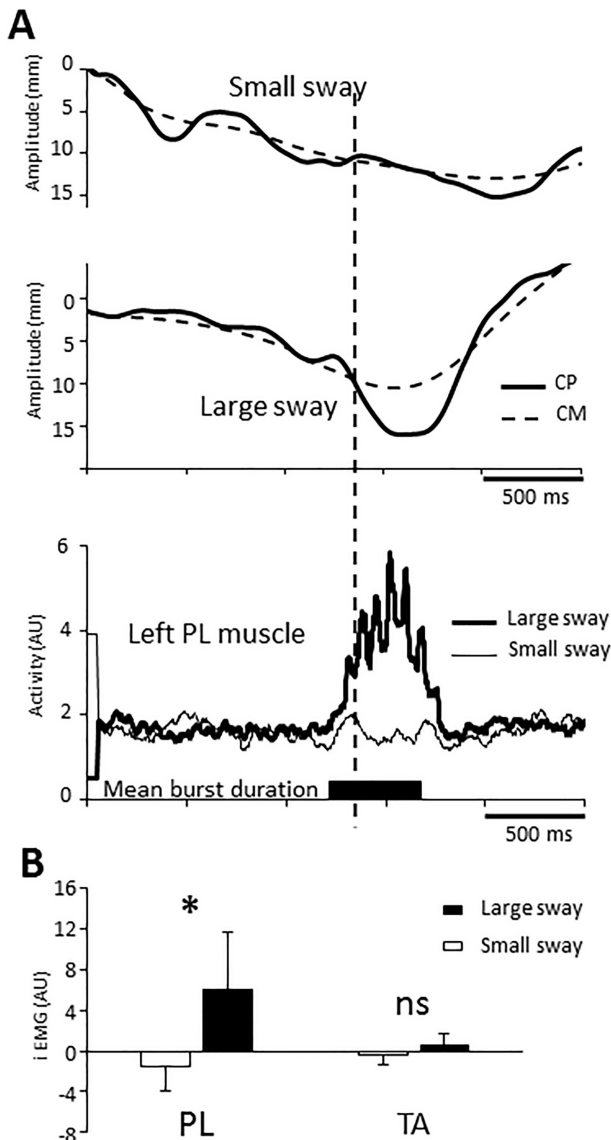 A
Amplitude (mm)
0
5
10
15
Small sway
Amplitude (mm)
0
5
10
15
Large sway
CP
CM
500 ms
Activity (AU)
6
4
2
0
Left PL muscle
Large sway
Small sway
Mean burst duration
500 ms
B
i EMG (AU)
16
12
8
4
0
-4
-8
*
ns
Large sway
Small sway
PL
TA